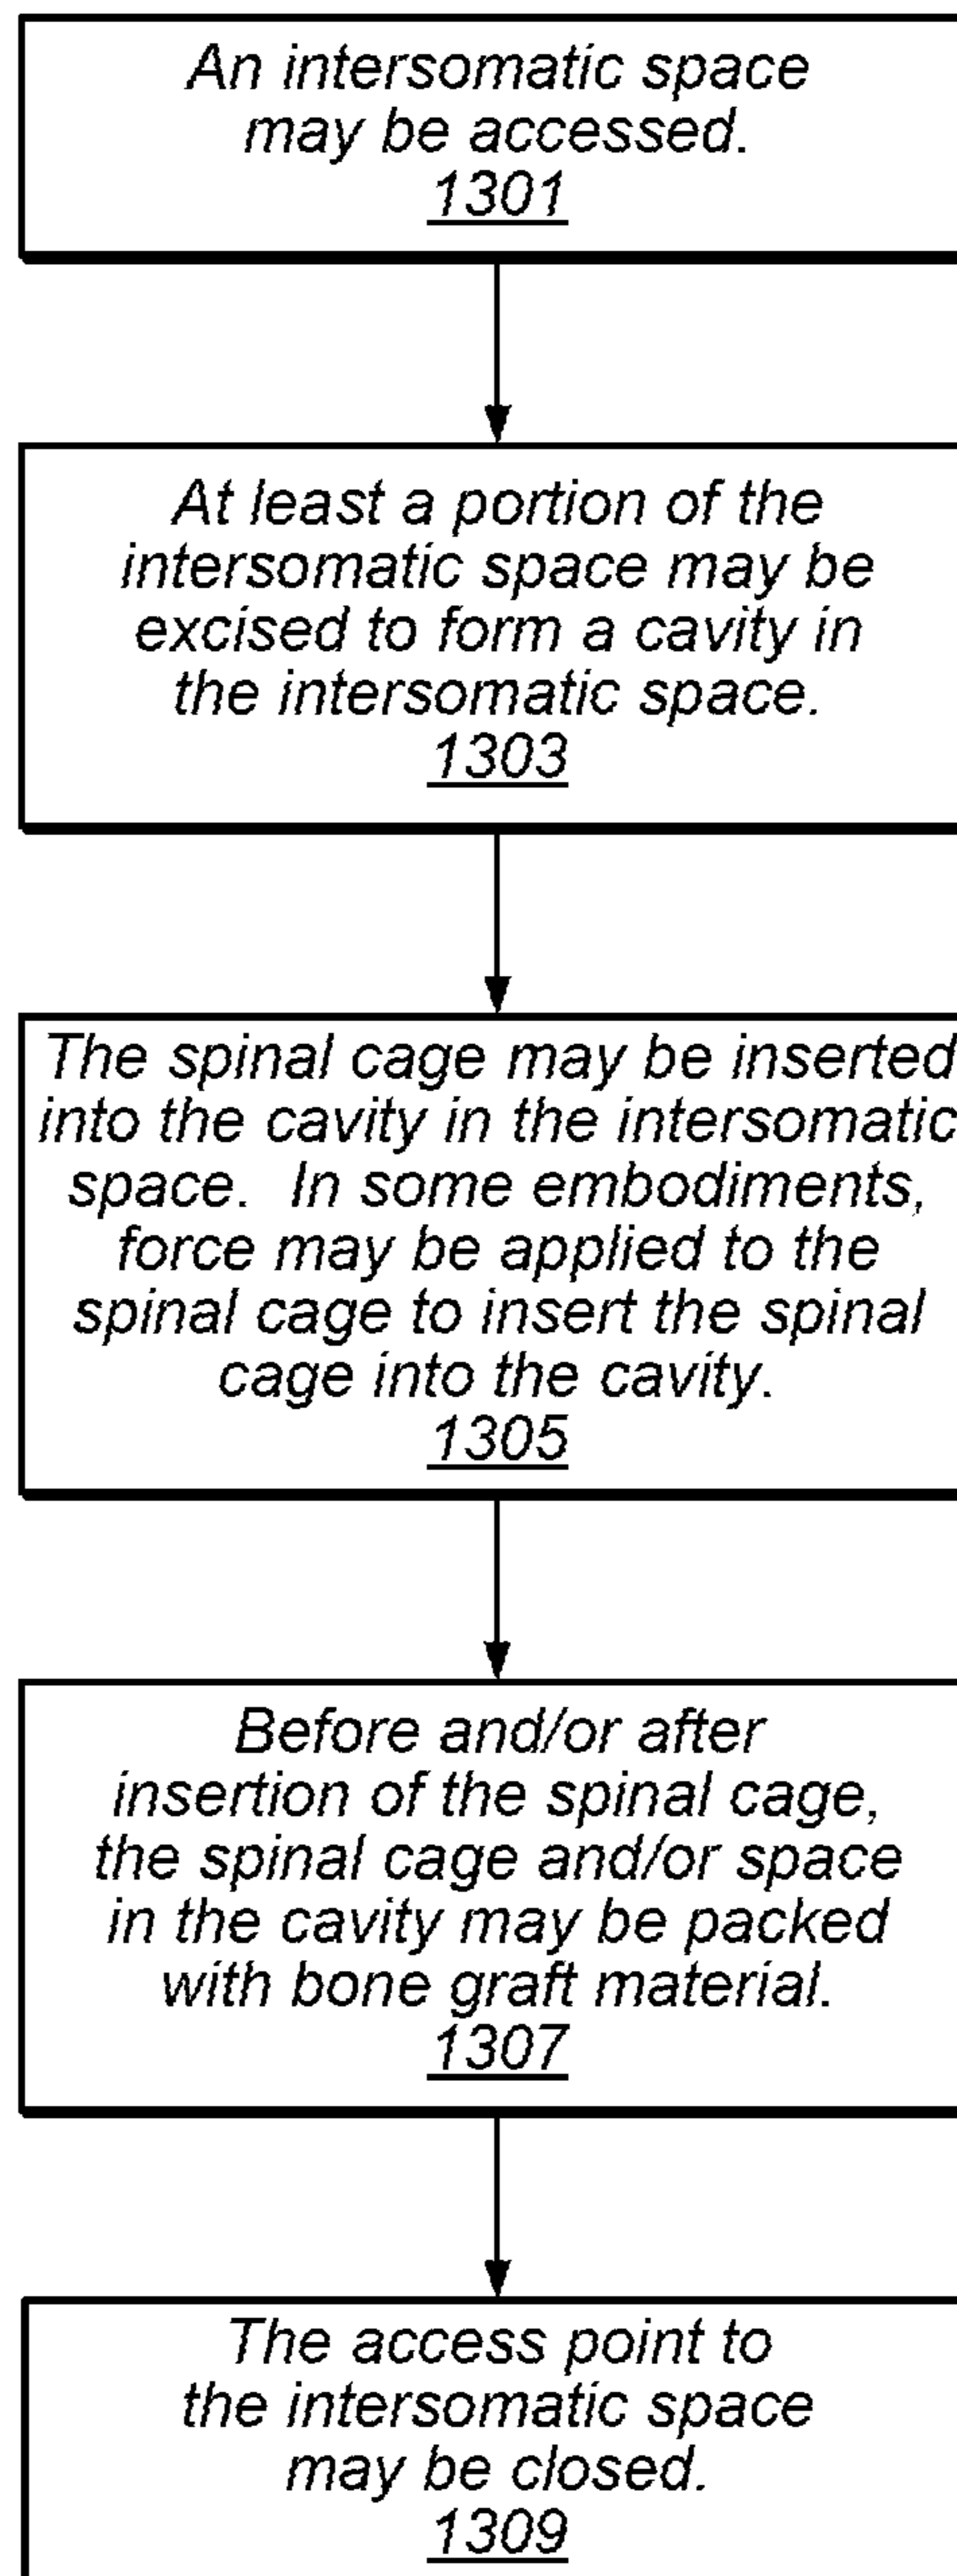 An intersomatic space
may be accessed.
1301
At least a portion of the
intersomatic space may be
excised to form a cavity in
the intersomatic space.
1303
The spinal cage may be inserted
into the cavity in the intersomatic
space.  In some embodiments,
force may be applied to the
spinal cage to insert the spinal
cage into the cavity.
1305
Before and/or after
insertion of the spinal cage,
the spinal cage and/or space
in the cavity may be packed
with bone graft material.
1307
The access point to
the intersomatic space
may be closed.
1309